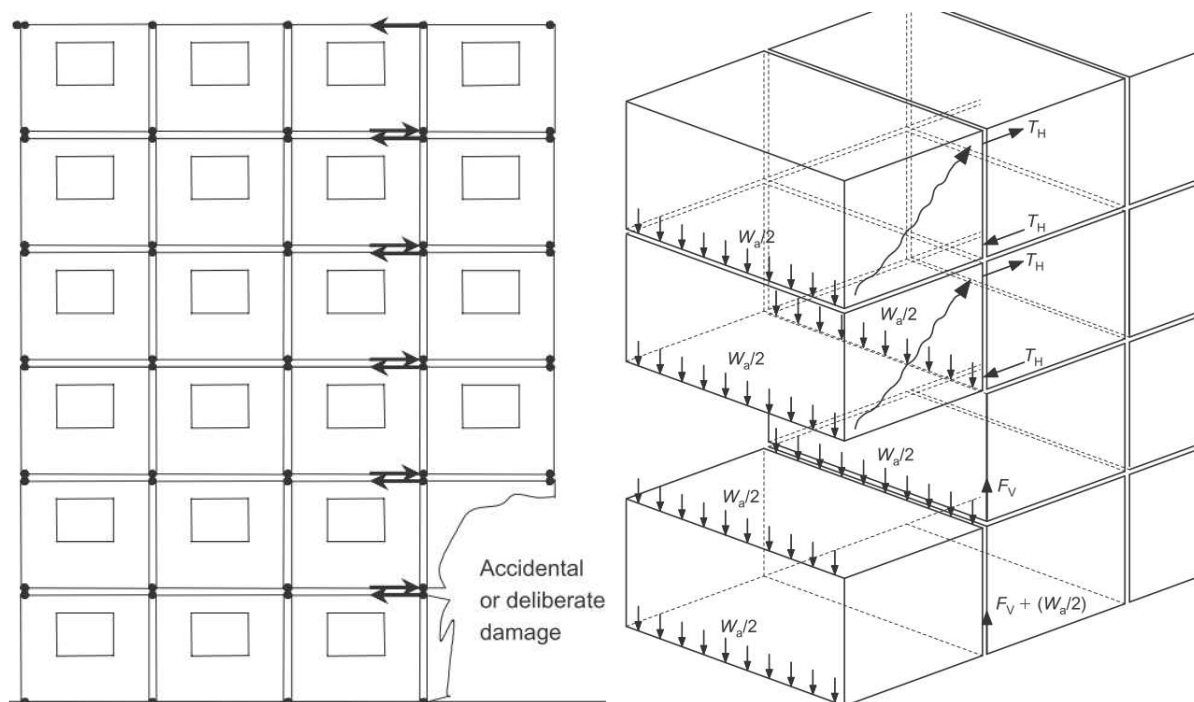 Accidental
or deliberate
damage
T_H
W_a/2
T_H
T_H
W_a/2
W_a/2
T_H
W_a/2
F_V
W_a/2
F_V + (W_a/2)
W_a/2